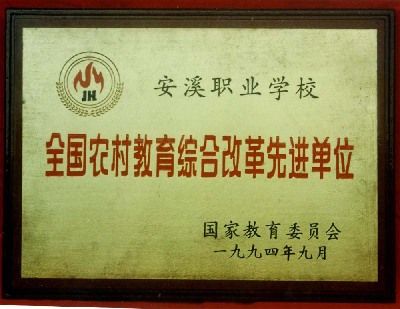 JH
安溪职业学校
全国农村教育综合改革先进单位
国家教育委员会
一九九四年九月